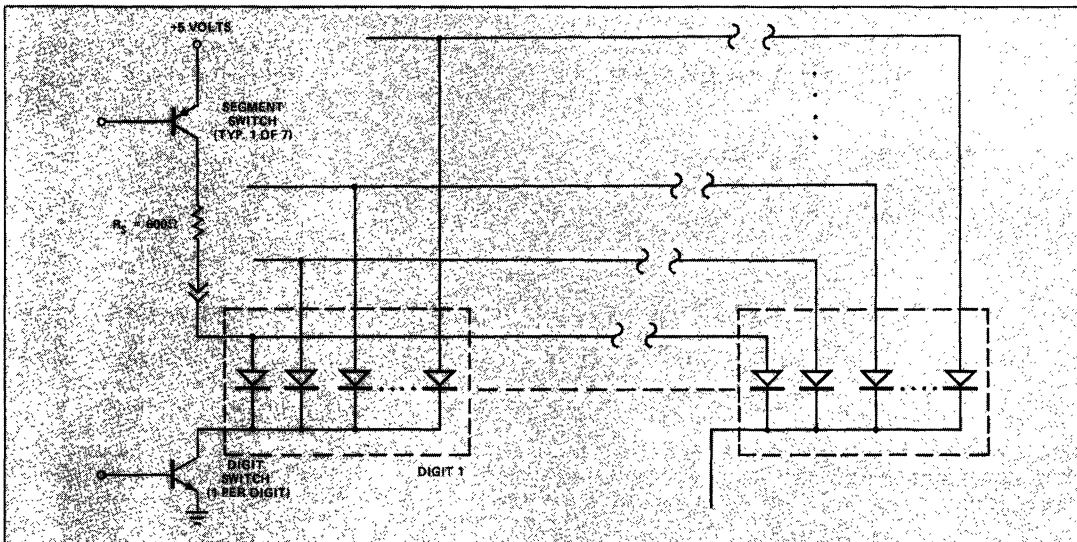 +5 VOLTS
SEGMENT
SWITCH
(TYP. 1 OF 7)
DIGIT 1
DIGIT
SWITCH
(1 PER DIGIT)